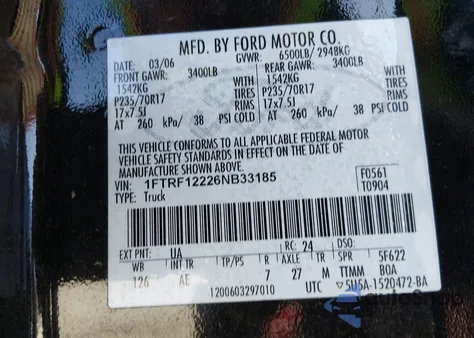 MFD. BY FORD MOTOR CO.
DATE: 03/06 GVWR: 6500LB/ 2948KG
FRONT GAWR: 3400LB REAR GAWR: 3400LB
1542KG WITH 1542KG WITH
P235/70R17 TIRES P235/70R17 TIRES
17x7.5J RIMS 17x7.5J RIMS
AT 260 kPa/ 38 PSI COLD AT 260 kPa/ 38 PSI COLD
THIS VEHICLE CONFORMS TO ALL APPLICABLE FEDERAL MOTOR
VEHICLE SAFETY STANDARDS IN EFFECT ON THE DATE OF
MANUFACTURE SHOWN ABOVE.
VIN: 1FTRF12226NB33185 F0561
TYPE: Truck T0904
EXT PNT: UA RC: 24 DSO:
WB INT TR TP/PS R AXLE TR SPR 5F622
126 AE 7 27 M TTMM BOA
1200603297010 UTC ▽5U5A-1520472-BA